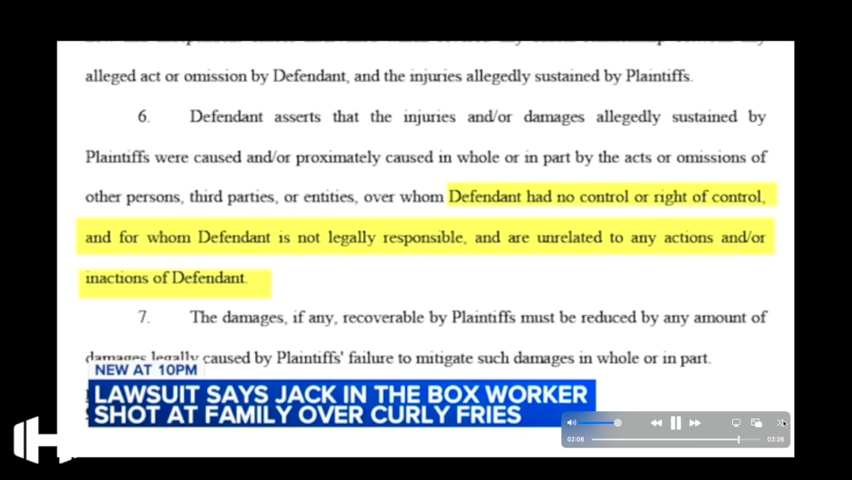 alleged act or omission by Defendant, and the injuries allegedly sustained by Plaintiffs.
6. Defendant asserts that the injuries and/or damages allegedly sustained by
Plaintiffs were caused and/or proximately caused in whole or in part by the acts or omissions of
other persons, third parties, or entities, over whom Defendant had no control or right of control,
and for whom Defendant is not legally responsible, and are unrelated to any actions and/or
inactions of Defendant.
7. The damages, if any, recoverable by Plaintiffs must be reduced by any amount of
damages legally caused by Plaintiffs' failure to mitigate such damages in whole or in part.
NEW AT 10PM
LAWSUIT SAYS JACK IN THE BOX WORKER
SHOT AT FAMILY OVER CURLY FRIES
02:08
02:26